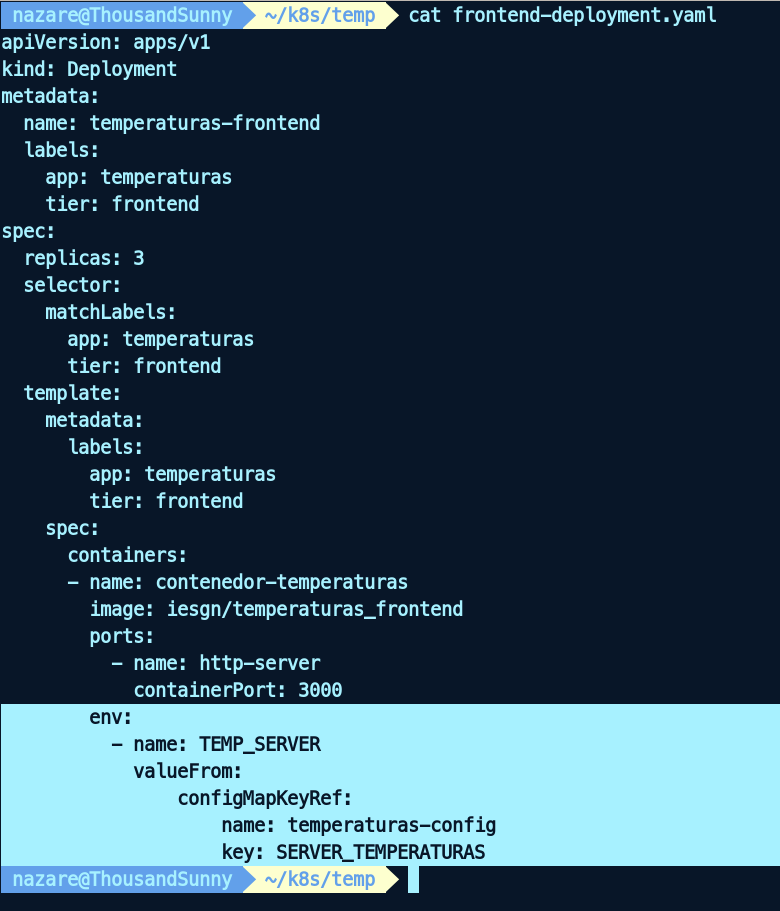 nazare@ThousandSunny ~/k8s/temp cat frontend-deployment.yaml
apiVersion: apps/v1
kind: Deployment
metadata:
  name: temperaturas-frontend
  labels:
    app: temperaturas
    tier: frontend
spec:
  replicas: 3
  selector:
    matchLabels:
      app: temperaturas
      tier: frontend
  template:
    metadata:
      labels:
        app: temperaturas
        tier: frontend
    spec:
      containers:
      - name: contenedor-temperaturas
        image: iesgn/temperaturas_frontend
        ports:
          - name: http-server
            containerPort: 3000
        env:
          - name: TEMP_SERVER
            valueFrom:
                configMapKeyRef:
                    name: temperaturas-config
                    key: SERVER_TEMPERATURAS
nazare@ThousandSunny ~/k8s/temp